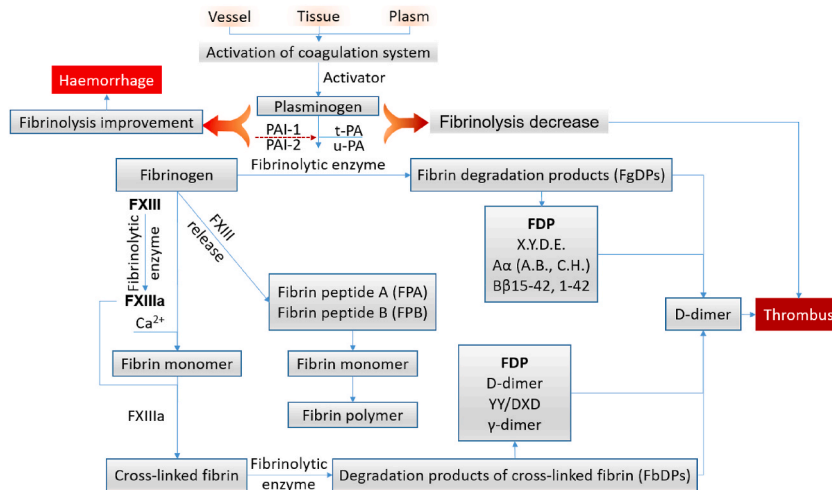 Vessel Tissue Plasm
Activation of coagulation system
Activator
Haemorrhage
Plasminogen
Fibrinolysis improvement
Fibrinolysis decrease
PAI-1 t-PA
PAI-2 u-PA
Fibrinolytic enzyme
Fibrinogen
Fibrin degradation products (FgDPs)
FXIII
Fibrinolytic
enzyme
FXIII
release
FDP
X.Y.D.E.
Aα (A.B., C.H.)
Bβ15-42, 1-42
FXIIIa
Ca²⁺
Fibrin peptide A (FPA)
Fibrin peptide B (FPB)
D-dimer
Thrombus
Fibrin monomer
Fibrin monomer
FDP
D-dimer
YY/DXD
γ-dimer
Fibrin polymer
FXIIIa
Cross-linked fibrin
Fibrinolytic
enzyme
Degradation products of cross-linked fibrin (FbDPs)